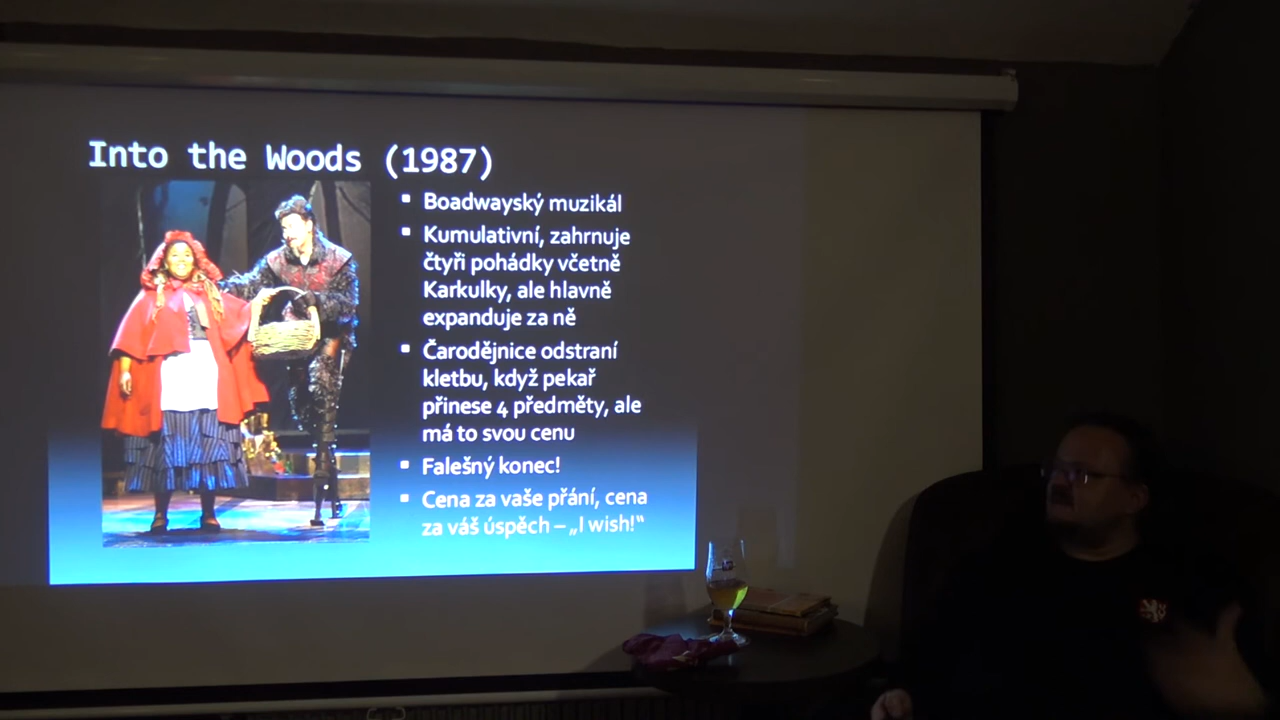 Into the Woods (1987)
Boadwayský muzikál
Kumulativní, zahrnuje
čtyři pohádky včetně
Karkulky, ale hlavně
expanduje za ně
Čarodějnice odstraní
kletbu, když pekař
přinese 4 předměty, ale
má to svou cenu
Falešný konec!
Cena za vaše přání, cena
za váš úspěch – „I wish!“